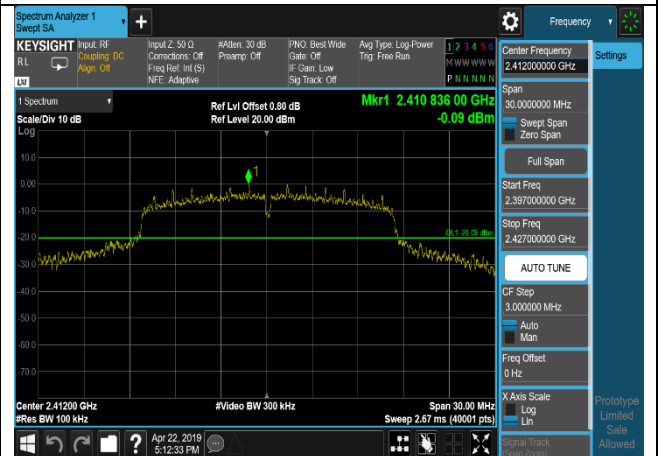 Spectrum Analyzer 1
Swept SA
+
Frequency
KEYSIGHT
RL
LW
Input: RF
Coupling: DC
Align: Off
Input Z: 50 Ω
Corrections: Off
Freq Ref: Int (S)
NFE: Adaptive
#Atten: 30 dB
Preamp: Off
PNO: Best Wide
Gate: Off
IF Gain: Low
Sig Track: Off
Avg Type: Log-Power
Trig: Free Run
1 2 3 4 5 6
M W W W W W
P N N N N N
1 Spectrum
Scale/Div 10 dB
Log
Ref Lvl Offset 0.80 dB
Ref Level 20.00 dBm
Mkr1 2.410 836 00 GHz
-0.09 dBm
10.0
0.00
-10.0
-20.0
-30.0
-40.0
-50.0
-60.0
-70.0
1
DL1 -20.09 dBm
Center 2.41200 GHz
#Res BW 100 kHz
#Video BW 300 kHz
Span 30.00 MHz
Sweep 2.67 ms (40001 pts)
Center Frequency
2.412000000 GHz
Settings
Span
30.0000000 MHz
Swept Span
Zero Span
Full Span
Start Freq
2.397000000 GHz
Stop Freq
2.427000000 GHz
AUTO TUNE
CF Step
3.000000 MHz
Auto
Man
Freq Offset
0 Hz
X Axis Scale
Log
Lin
Signal Track
(Span Zoom)
Prototype
Limited
Sale
Allowed
?
Apr 22, 2019
5:12:33 PM